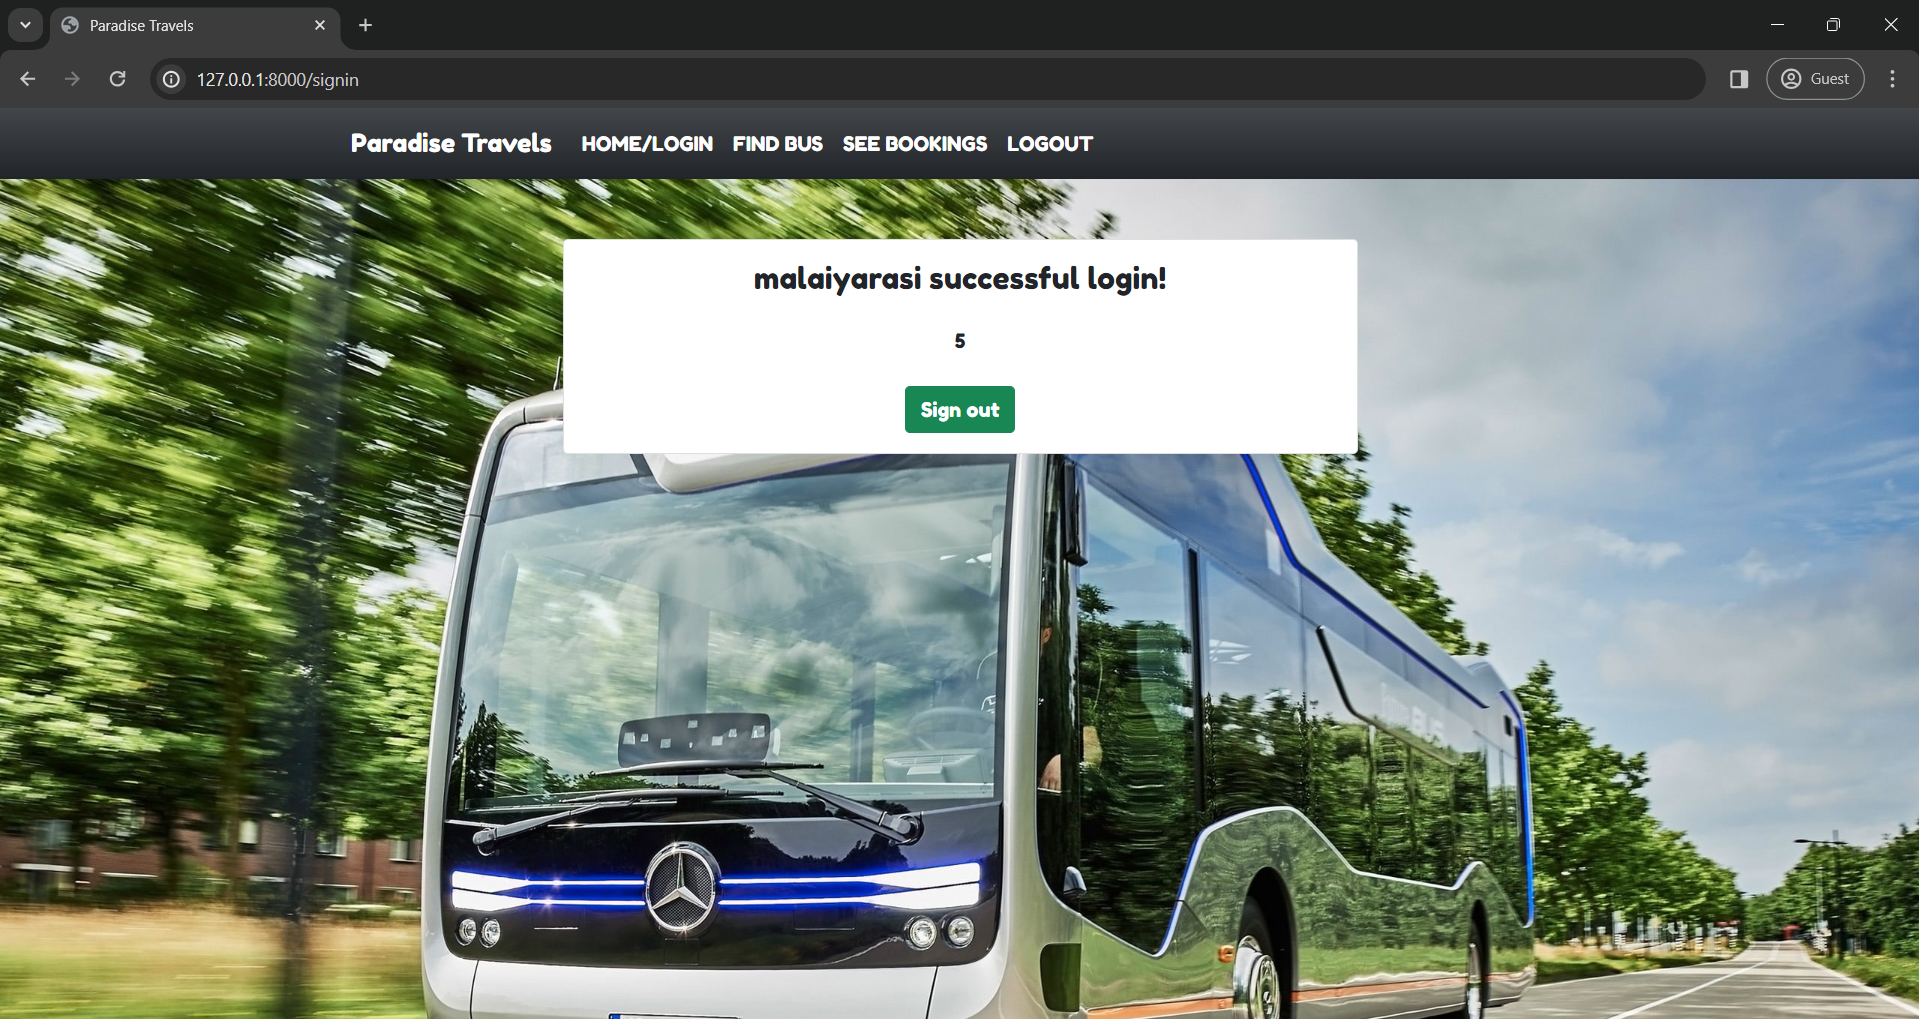 Paradise Travels
127.0.0.1:8000/signin
Guest
Paradise Travels HOME/LOGIN FIND BUS SEE BOOKINGS LOGOUT
malaiyarasi successful login!
5
Sign out